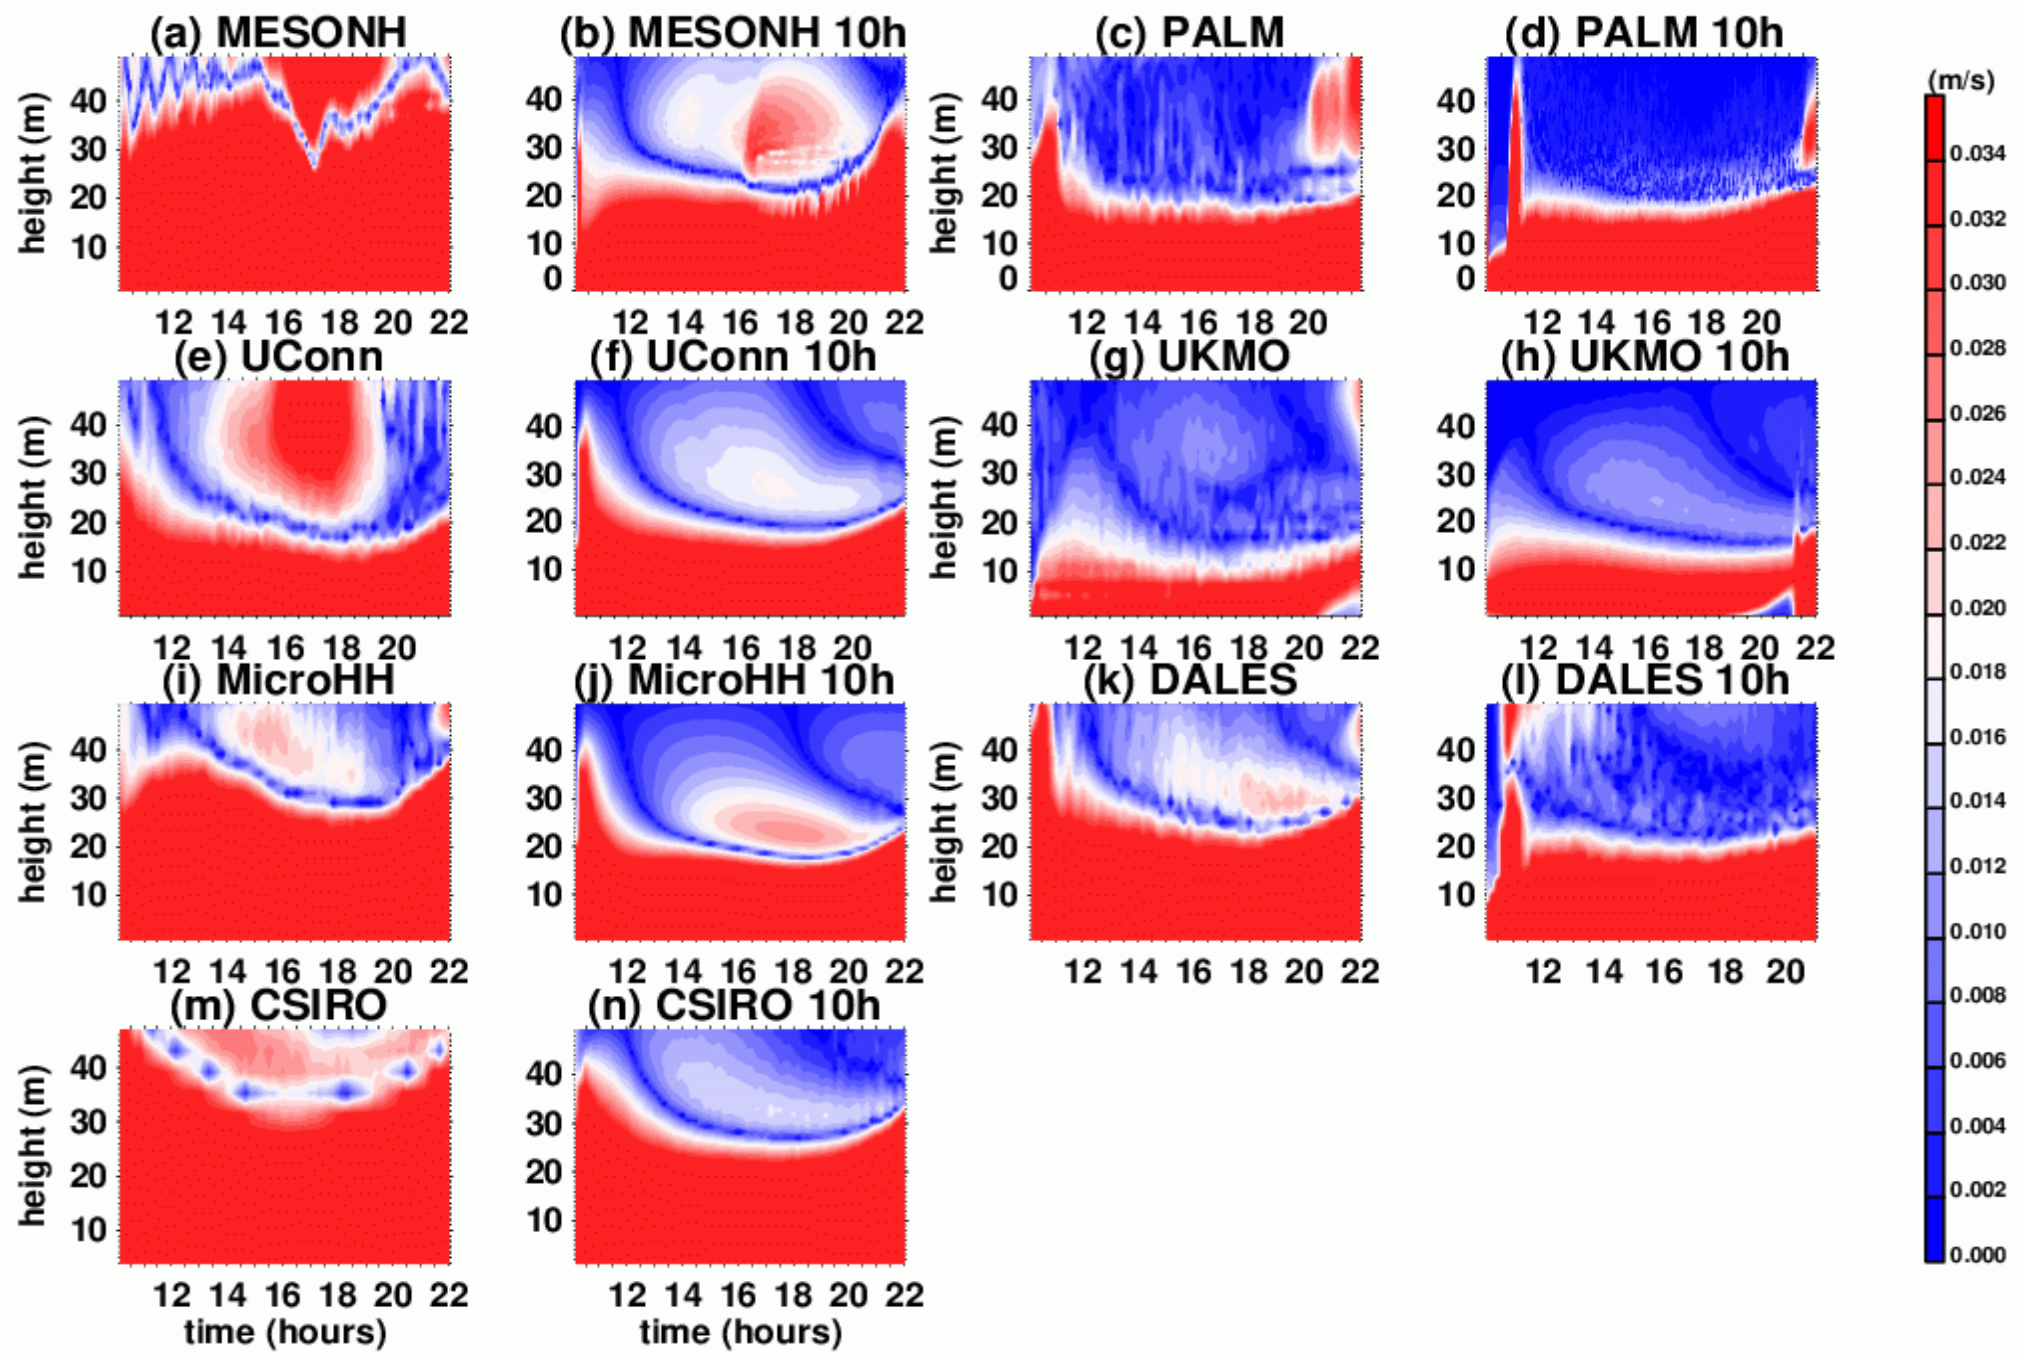 (a) MESONH
(b) MESONH 10h
(c) PALM
(d) PALM 10h
(m/s)
height (m)
40
30
20
10
40
30
20
10
0
height (m)
40
30
20
10
0
40
30
20
10
0
12 14 16 18 20 22
12 14 16 18 20 22
12 14 16 18 20
12 14 16 18 20
(e) UConn
(f) UConn 10h
(g) UKMO
(h) UKMO 10h
height (m)
40
30
20
10
40
30
20
10
height (m)
40
30
20
10
40
30
20
10
12 14 16 18 20
12 14 16 18 20
12 14 16 18 20 22
12 14 16 18 20 22
(i) MicroHH
(j) MicroHH 10h
(k) DALES
(l) DALES 10h
height (m)
40
30
20
10
40
30
20
10
height (m)
40
30
20
10
40
30
20
10
12 14 16 18 20 22
12 14 16 18 20 22
12 14 16 18 20 22
12 14 16 18 20
(m) CSIRO
(n) CSIRO 10h
height (m)
40
30
20
10
40
30
20
10
12 14 16 18 20 22
12 14 16 18 20 22
time (hours)
time (hours)
0.034
0.032
0.030
0.028
0.026
0.024
0.022
0.020
0.018
0.016
0.014
0.012
0.010
0.008
0.006
0.004
0.002
0.000